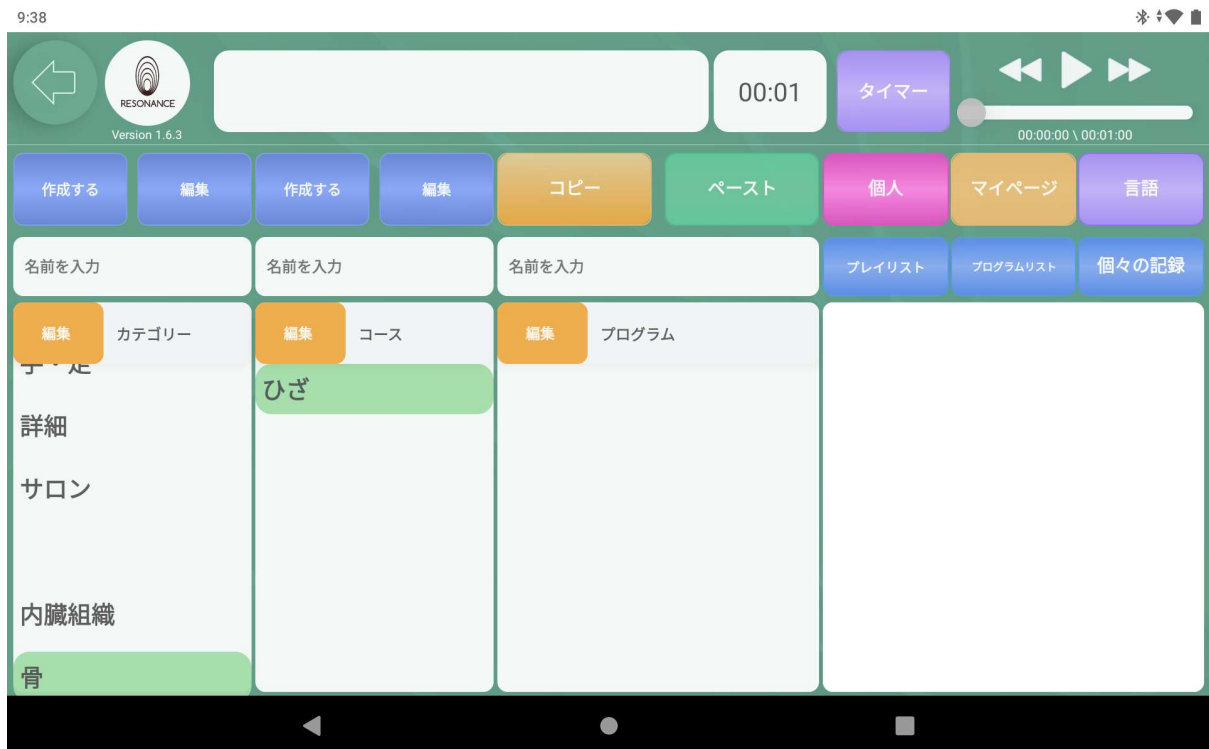 9:38
RESONANCE
Version 1.6.3
00:01
タイマー
00:00:00 \ 00:01:00
作成する
編集
作成する
編集
コピー
ペースト
個人
マイページ
言語
名前を入力
名前を入力
名前を入力
プレイリスト
プログラムリスト
個々の記録
編集
カテゴリー
編集
コース
編集
プログラム
手・足
ひざ
詳細
サロン
内臓組織
骨